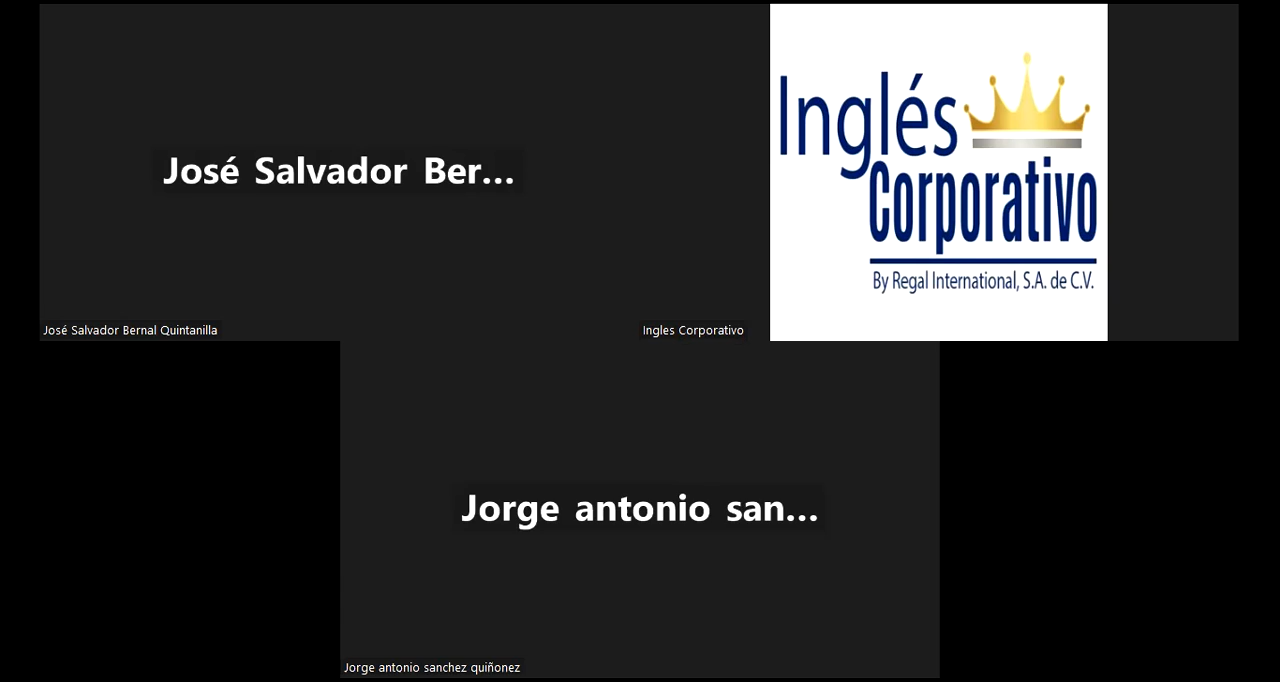 José Salvador Ber...
José Salvador Bernal Quintanilla
Inglés
Corporativo
By Regal International, S.A. de C.V.
Ingles Corporativo
Jorge antonio san...
Jorge antonio sanchez quiñonez